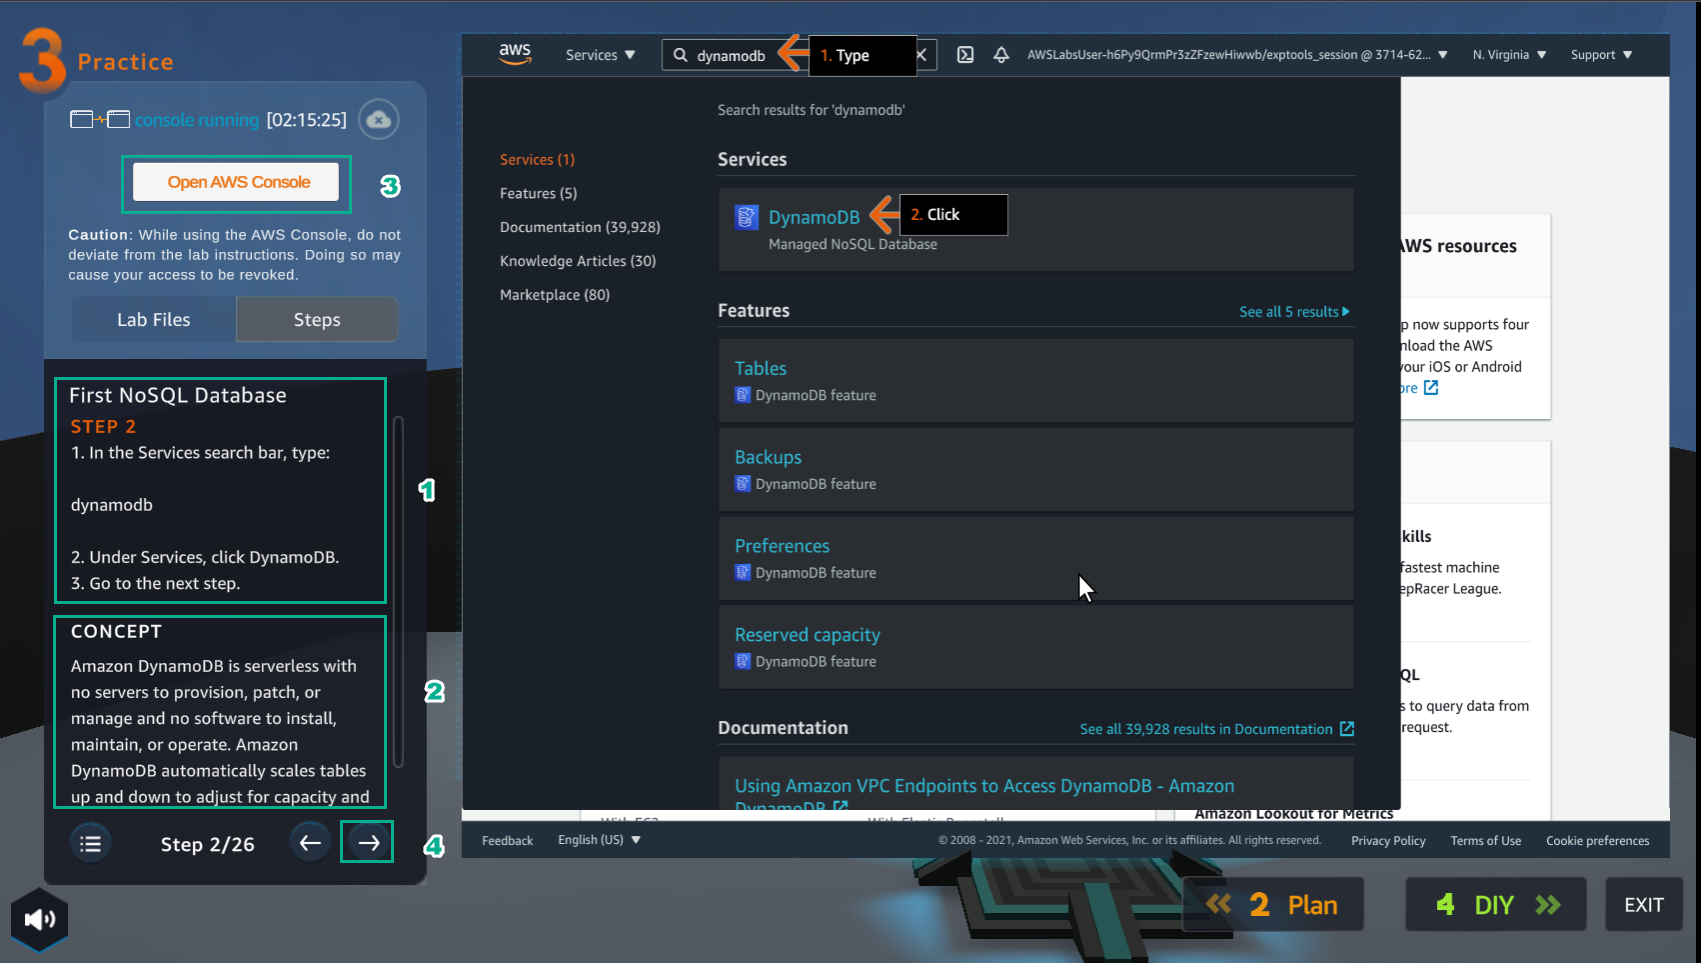 3 Practice
console running [02:15:25]
Open AWS Console
3
Caution: While using the AWS Console, do not
deviate from the lab instructions. Doing so may
cause your access to be revoked.
Lab Files
Steps
First NoSQL Database
STEP 2
1. In the Services search bar, type:
dynamodb
2. Under Services, click DynamoDB.
3. Go to the next step.
1
CONCEPT
Amazon DynamoDB is serverless with
no servers to provision, patch, or
manage and no software to install,
maintain, or operate. Amazon
DynamoDB automatically scales tables
up and down to adjust for capacity and
2
Step 2/26
4
aws
Services
dynamodb
1. Type
AWSLabsUser-h6Py9QrmPr3zZFzewHiwwb/exptools_session @ 3714-62...
N. Virginia
Support
Search results for 'dynamodb'
Services (1)
Features (5)
Documentation (39,928)
Knowledge Articles (30)
Marketplace (80)
Services
DynamoDB
2. Click
Managed NoSQL Database
Features
See all 5 results
Tables
DynamoDB feature
Backups
DynamoDB feature
Preferences
DynamoDB feature
Reserved capacity
DynamoDB feature
Documentation
See all 39,928 results in Documentation
Using Amazon VPC Endpoints to Access DynamoDB - Amazon
DynamoDB
AWS resources
p now supports four
nload the AWS
your iOS or Android
ore
kills
fastest machine
epRacer League.
QL
s to query data from
request.
Amazon Lookout for Metrics
Feedback
English (US)
© 2008 - 2021, Amazon Web Services, Inc. or its affiliates. All rights reserved.
Privacy Policy
Terms of Use
Cookie preferences
2 Plan
4 DIY
EXIT